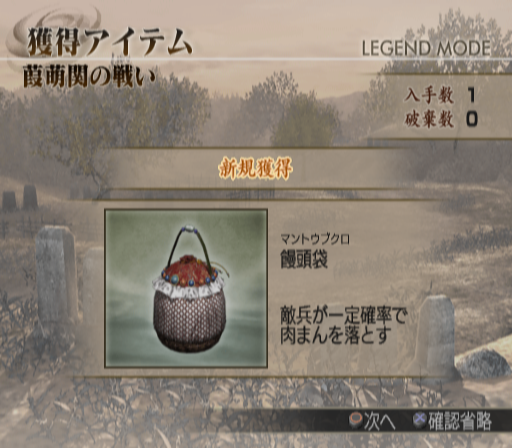 獲得アイテム
LEGEND MODE
葭萌関の戦い
入手数 1
破棄数 0
新規獲得
マントウブクロ
饅頭袋
敵兵が一定確率で
肉まんを落とす
次へ 確認省略